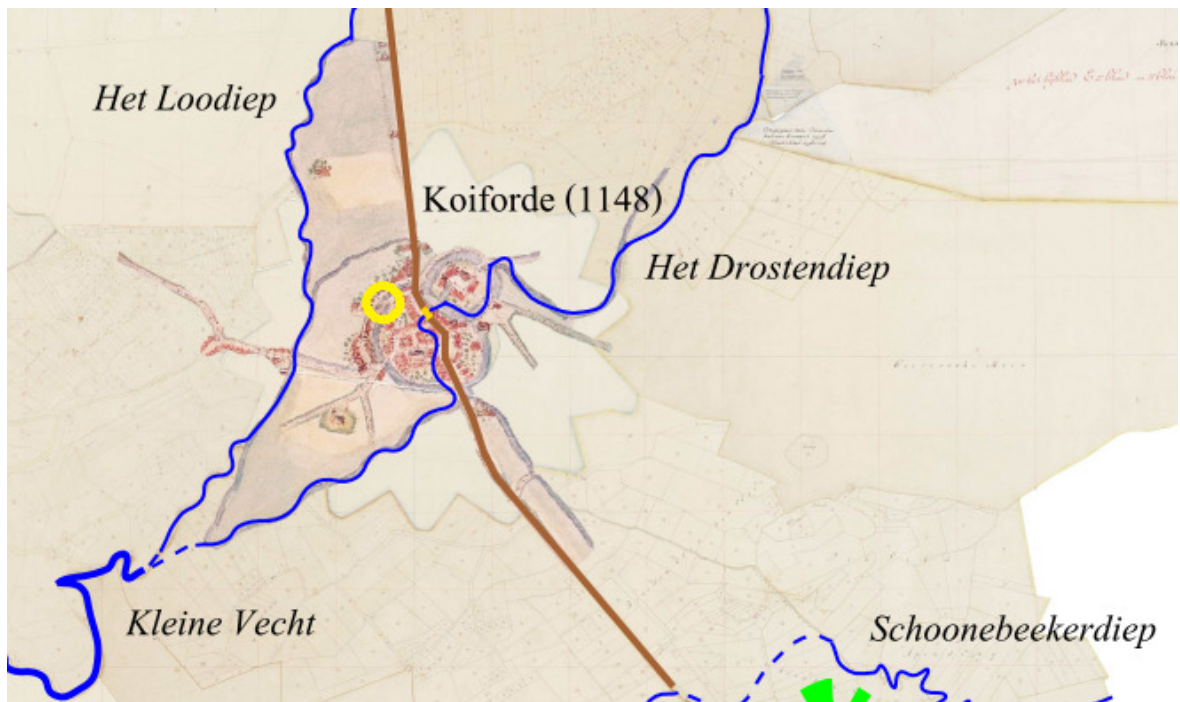 Het Loodiep
Koiforde (1148)
Het Drostendiep
Kleine Vecht
Schoonebeekerdiep